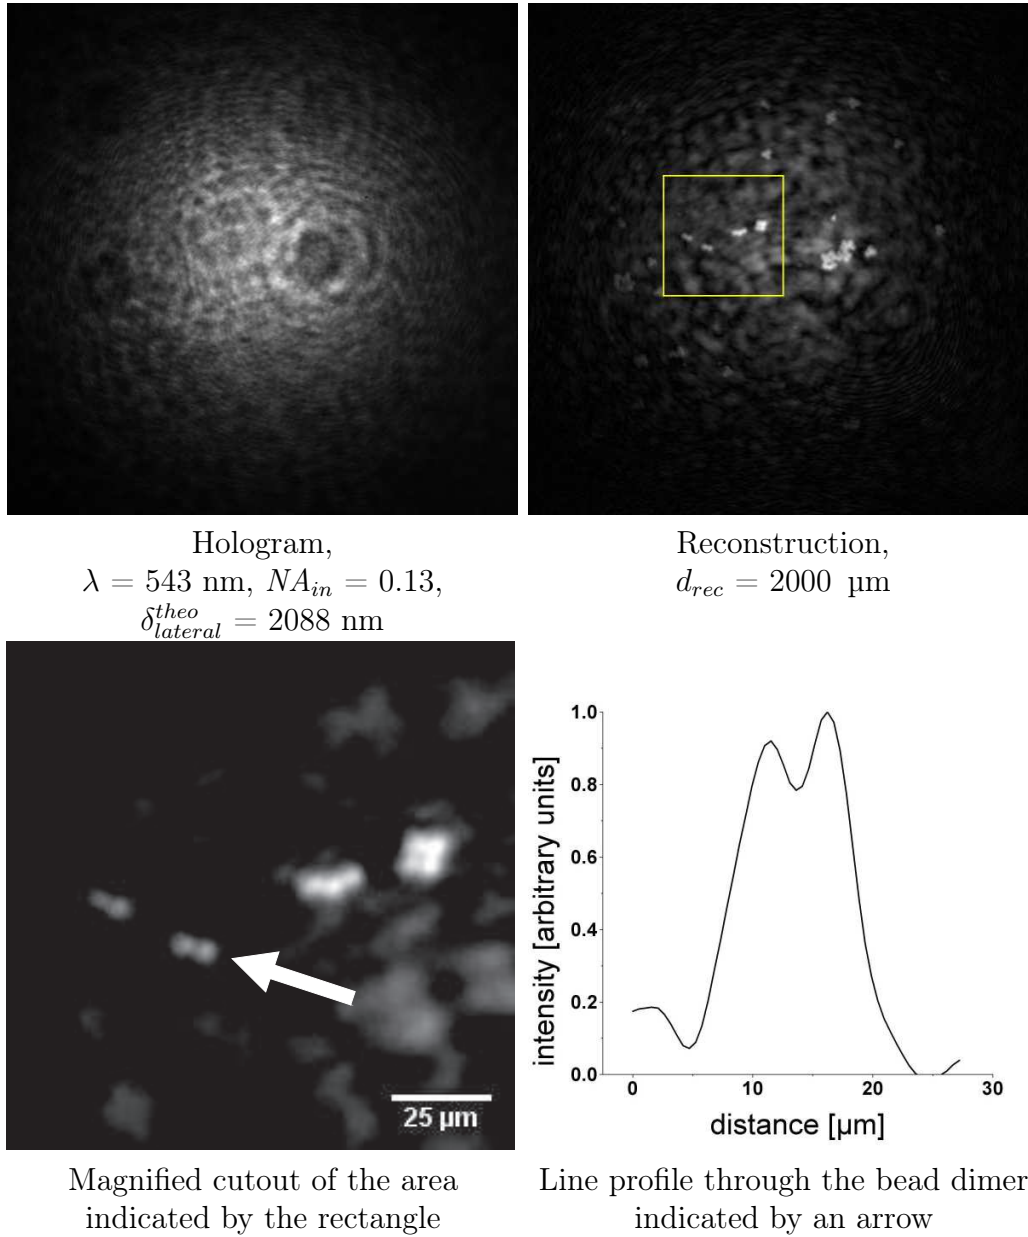 Hologram,
λ = 543 nm, NA_in = 0.13,
δ_lateral^theo = 2088 nm
Reconstruction,
d_rec = 2000 µm
25 µm
1.0
0.8
0.6
0.4
0.2
0.0
intensity [arbitrary units]
0 10 20 30
distance [µm]
Magnified cutout of the area
indicated by the rectangle
Line profile through the bead dimer
indicated by an arrow